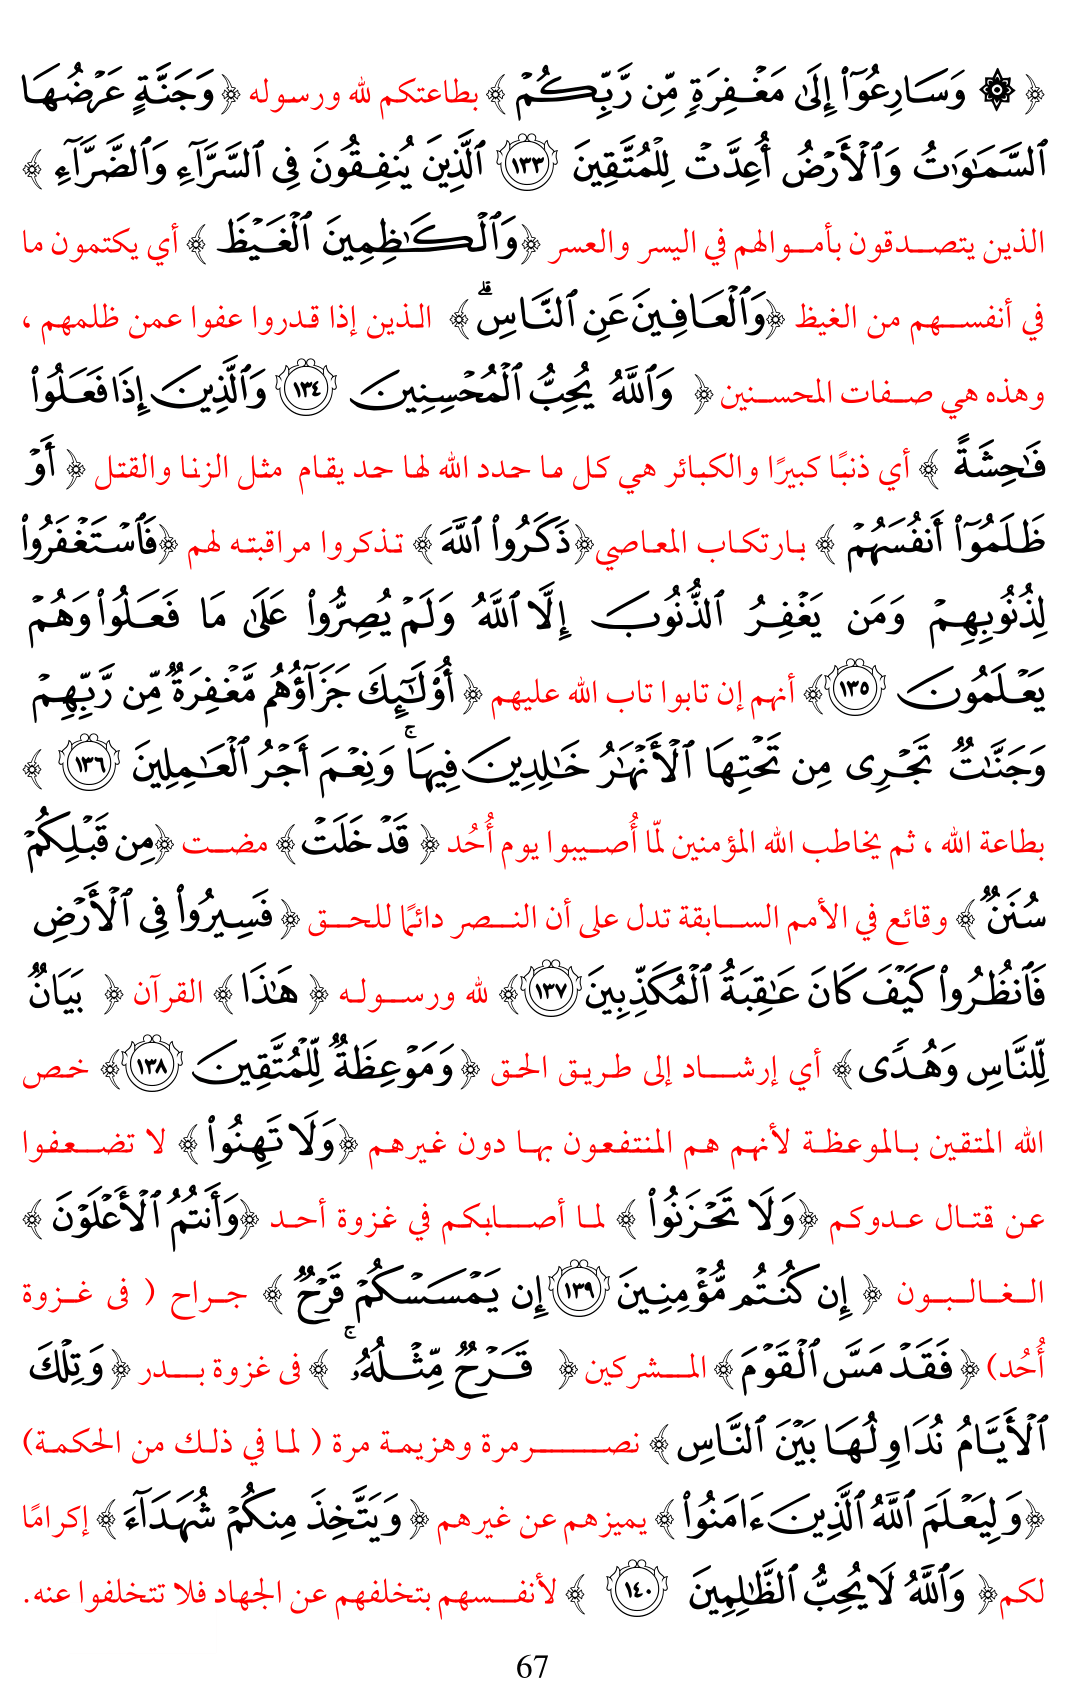 ﴿ ۞ وَسَارِعُوٓا۟ إِلَىٰ مَغْفِرَةٍ مِّن رَّبِّكُمْ ﴾ بطاعتكم لله ورسوله ﴿ وَجَنَّةٍ عَرْضُهَا
ٱلسَّمَـٰوَٰتُ وَٱلْأَرْضُ أُعِدَّتْ لِلْمُتَّقِينَ ١٣٣ ٱلَّذِينَ يُنفِقُونَ فِى ٱلسَّرَّآءِ وَٱلضَّرَّآءِ ﴾
الذين يتصدقون بأموالهم في اليسر والعسر ﴿وَٱلْكَـٰظِمِينَ ٱلْغَيْظَ ﴾ أي يكتمون ما
في أنفسهم من الغيظ ﴿وَٱلْعَافِينَ عَنِ ٱلنَّاسِ ۗ ﴾ الذين إذا قدروا عفوا عمن ظلمهم ،
وهذه هي صفات المحسنين ﴿ وَٱللَّهُ يُحِبُّ ٱلْمُحْسِنِينَ ١٣٤ وَٱلَّذِينَ إِذَا فَعَلُوا۟
فَـٰحِشَةً ﴾ أي ذنبًا كبيرًا والكبائر هي كل ما حدد الله لها حد يقام مثل الزنا والقتل ﴿ أَوْ
ظَلَمُوٓا۟ أَنفُسَهُمْ ﴾ بارتكاب المعاصي﴿ذَكَرُوا۟ ٱللَّهَ ﴾ تذكروا مراقبته لهم ﴿فَٱسْتَغْفَرُوا۟
لِذُنُوبِهِمْ وَمَن يَغْفِرُ ٱلذُّنُوبَ إِلَّا ٱللَّهُ وَلَمْ يُصِرُّوا۟ عَلَىٰ مَا فَعَلُوا۟ وَهُمْ
يَعْلَمُونَ ١٣٥﴾ أنهم إن تابوا تاب الله عليهم ﴿ أُو۟لَـٰٓئِكَ جَزَآؤُهُم مَّغْفِرَةٌ مِّن رَّبِّهِمْ
وَجَنَّـٰتٌ تَجْرِى مِن تَحْتِهَا ٱلْأَنْهَـٰرُ خَـٰلِدِينَ فِيهَا ۚ وَنِعْمَ أَجْرُ ٱلْعَـٰمِلِينَ ١٣٦ ﴾
بطاعة الله ، ثم يخاطب الله المؤمنين لمّا أُصيبوا يوم أُحُد ﴿ قَدْ خَلَتْ ﴾ مضت ﴿مِن قَبْلِكُمْ
سُنَنٌ ﴾ وقائع في الأمم السابقة تدل على أن النصر دائمًا للحق ﴿ فَسِيرُوا۟ فِى ٱلْأَرْضِ
فَٱنظُرُوا۟ كَيْفَ كَانَ عَـٰقِبَةُ ٱلْمُكَذِّبِينَ ١٣٧﴾ لله ورسوله ﴿ هَـٰذَا ﴾ القرآن ﴿ بَيَانٌ
لِّلنَّاسِ وَهُدًى ﴾ أي إرشاد إلى طريق الحق ﴿وَمَوْعِظَةٌ لِّلْمُتَّقِينَ ١٣٨﴾ خص
الله المتقين بالموعظة لأنهم هم المنتفعون بها دون غيرهم ﴿وَلَا تَهِنُوا۟ ﴾ لا تضعفوا
عن قتال عدوكم ﴿وَلَا تَحْزَنُوا۟ ﴾ لما أصابكم في غزوة أحد ﴿وَأَنتُمُ ٱلْأَعْلَوْنَ ﴾
الغالبون ﴿ إِن كُنتُم مُّؤْمِنِينَ ١٣٩ إِن يَمْسَسْكُمْ قَرْحٌ ﴾ جراح ( فى غزوة
أُحُد) ﴿ فَقَدْ مَسَّ ٱلْقَوْمَ ﴾ المشركين ﴿ قَرْحٌ مِّثْلُهُۥ ۚ ﴾ فى غزوة بدر ﴿ وَتِلْكَ
ٱلْأَيَّامُ نُدَاوِلُهَا بَيْنَ ٱلنَّاسِ ﴾ نصر مرة وهزيمة مرة ( لما في ذلك من الحكمة)
﴿وَلِيَعْلَمَ ٱللَّهُ ٱلَّذِينَ ءَامَنُوا۟ ﴾ يميزهم عن غيرهم ﴿ وَيَتَّخِذَ مِنكُمْ شُهَدَآءَ ﴾ إكرامًا
لكم﴿ وَٱللَّهُ لَا يُحِبُّ ٱلظَّـٰلِمِينَ ١٤٠ ﴾ لأنفسهم بتخلفهم عن الجهاد فلا تتخلفوا عنه.
67